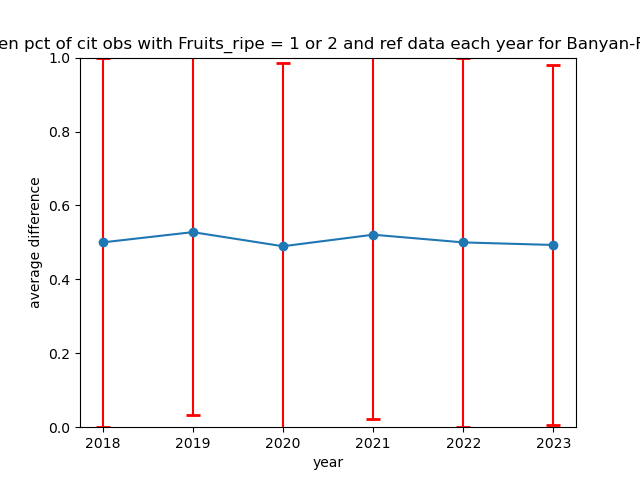 en pct of cit obs with Fruits_ripe = 1 or 2 and ref data each year for Banyan-
1.0
0.8
0.6
0.4
0.2
0.0
average difference
2018 2019 2020 2021 2022 2023
year